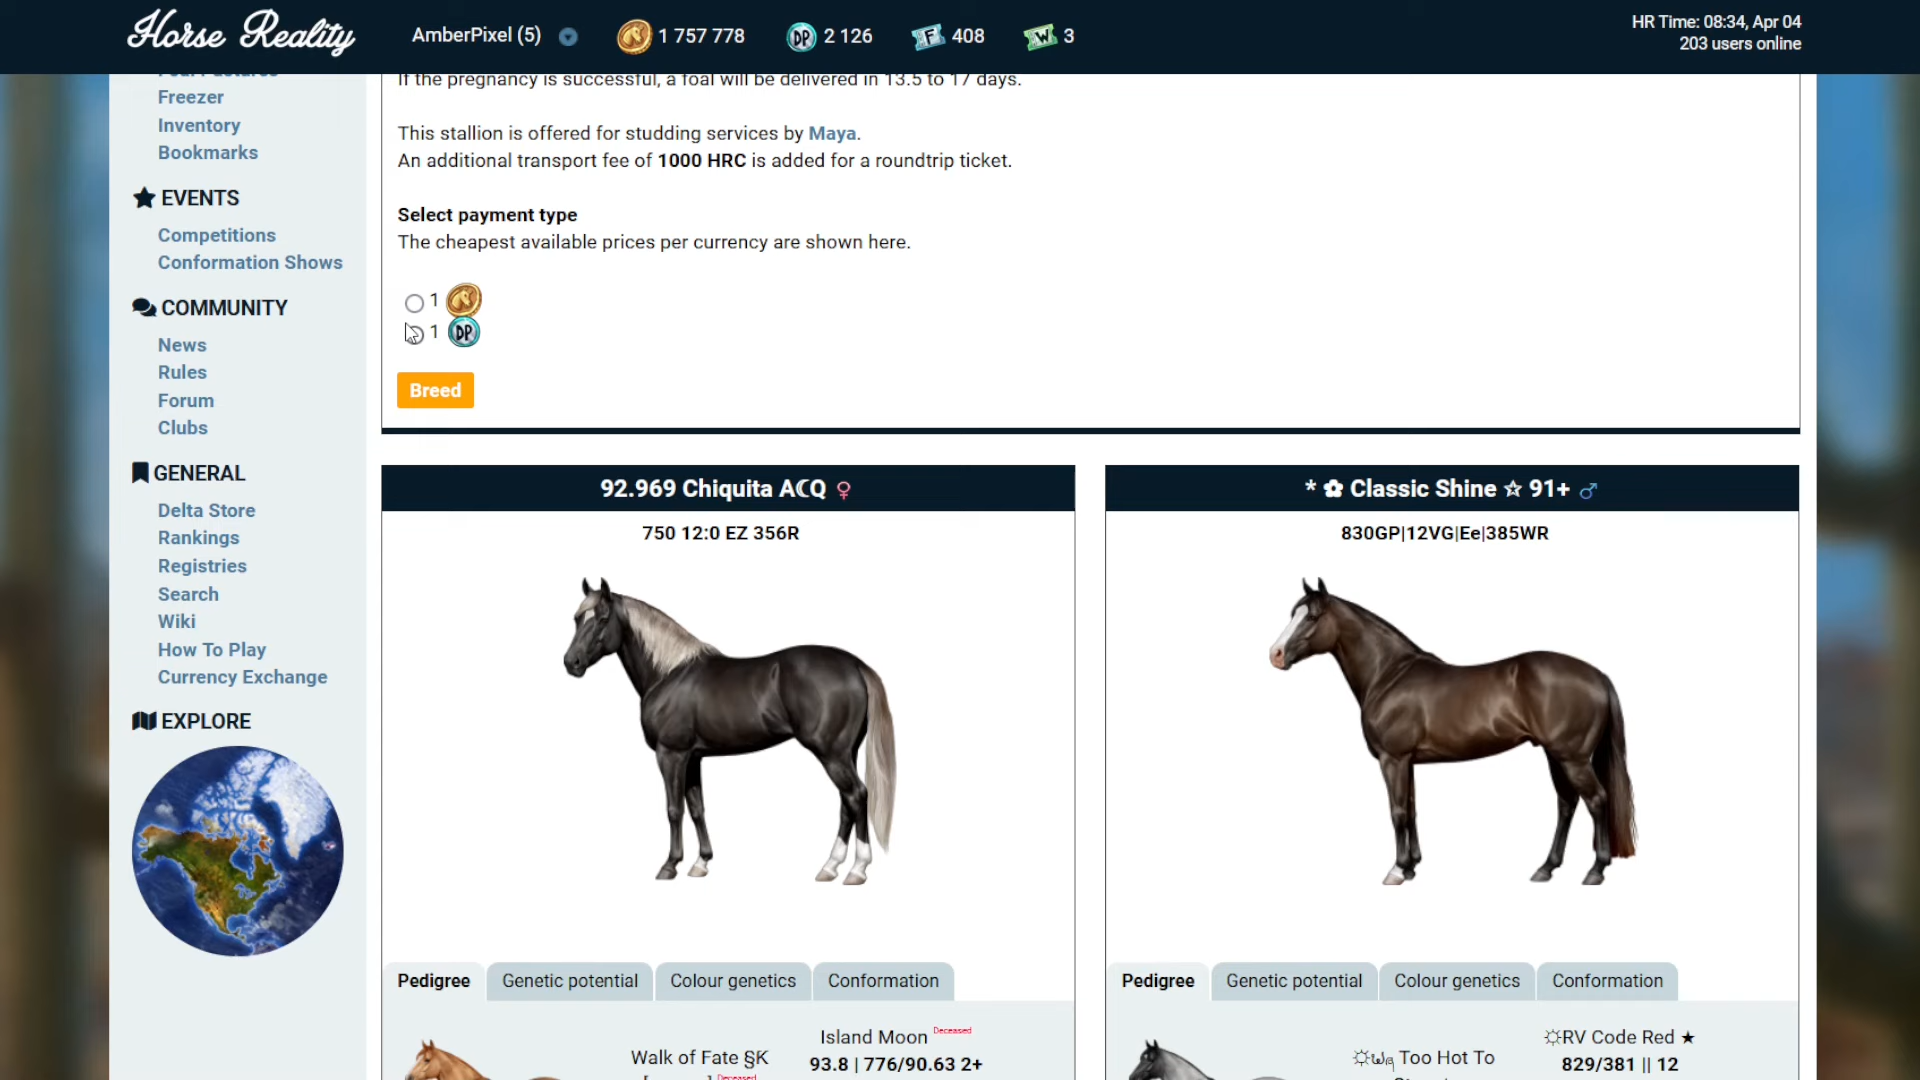 Horse Reality
AmberPixel (5)
1 757 778
DP
2 126
F
408
W
3
HR Time: 08:34, Apr 04
203 users online
Freezer
Inventory
Bookmarks
EVENTS
Competitions
Conformation Shows
COMMUNITY
News
Rules
Forum
Clubs
GENERAL
Delta Store
Rankings
Registries
Search
Wiki
How To Play
Currency Exchange
EXPLORE
If the pregnancy is successful, a foal will be delivered in 13.5 to 17 days.
This stallion is offered for studding services by Maya.
An additional transport fee of 1000 HRC is added for a roundtrip ticket.
Select payment type
The cheapest available prices per currency are shown here.
1
1 DP
Breed
92.969 Chiquita A☾Q ♀
750 12:0 EZ 356R
Pedigree
Genetic potential
Colour genetics
Conformation
Walk of Fate §K
Deceased
Island Moon Deceased
93.8 | 776/90.63 2+
* ✿ Classic Shine ☆ 91+ ♂
830GP|12VG|Ee|385WR
Pedigree
Genetic potential
Colour genetics
Conformation
Too Hot To
☼RV Code Red ★
829/381 || 12